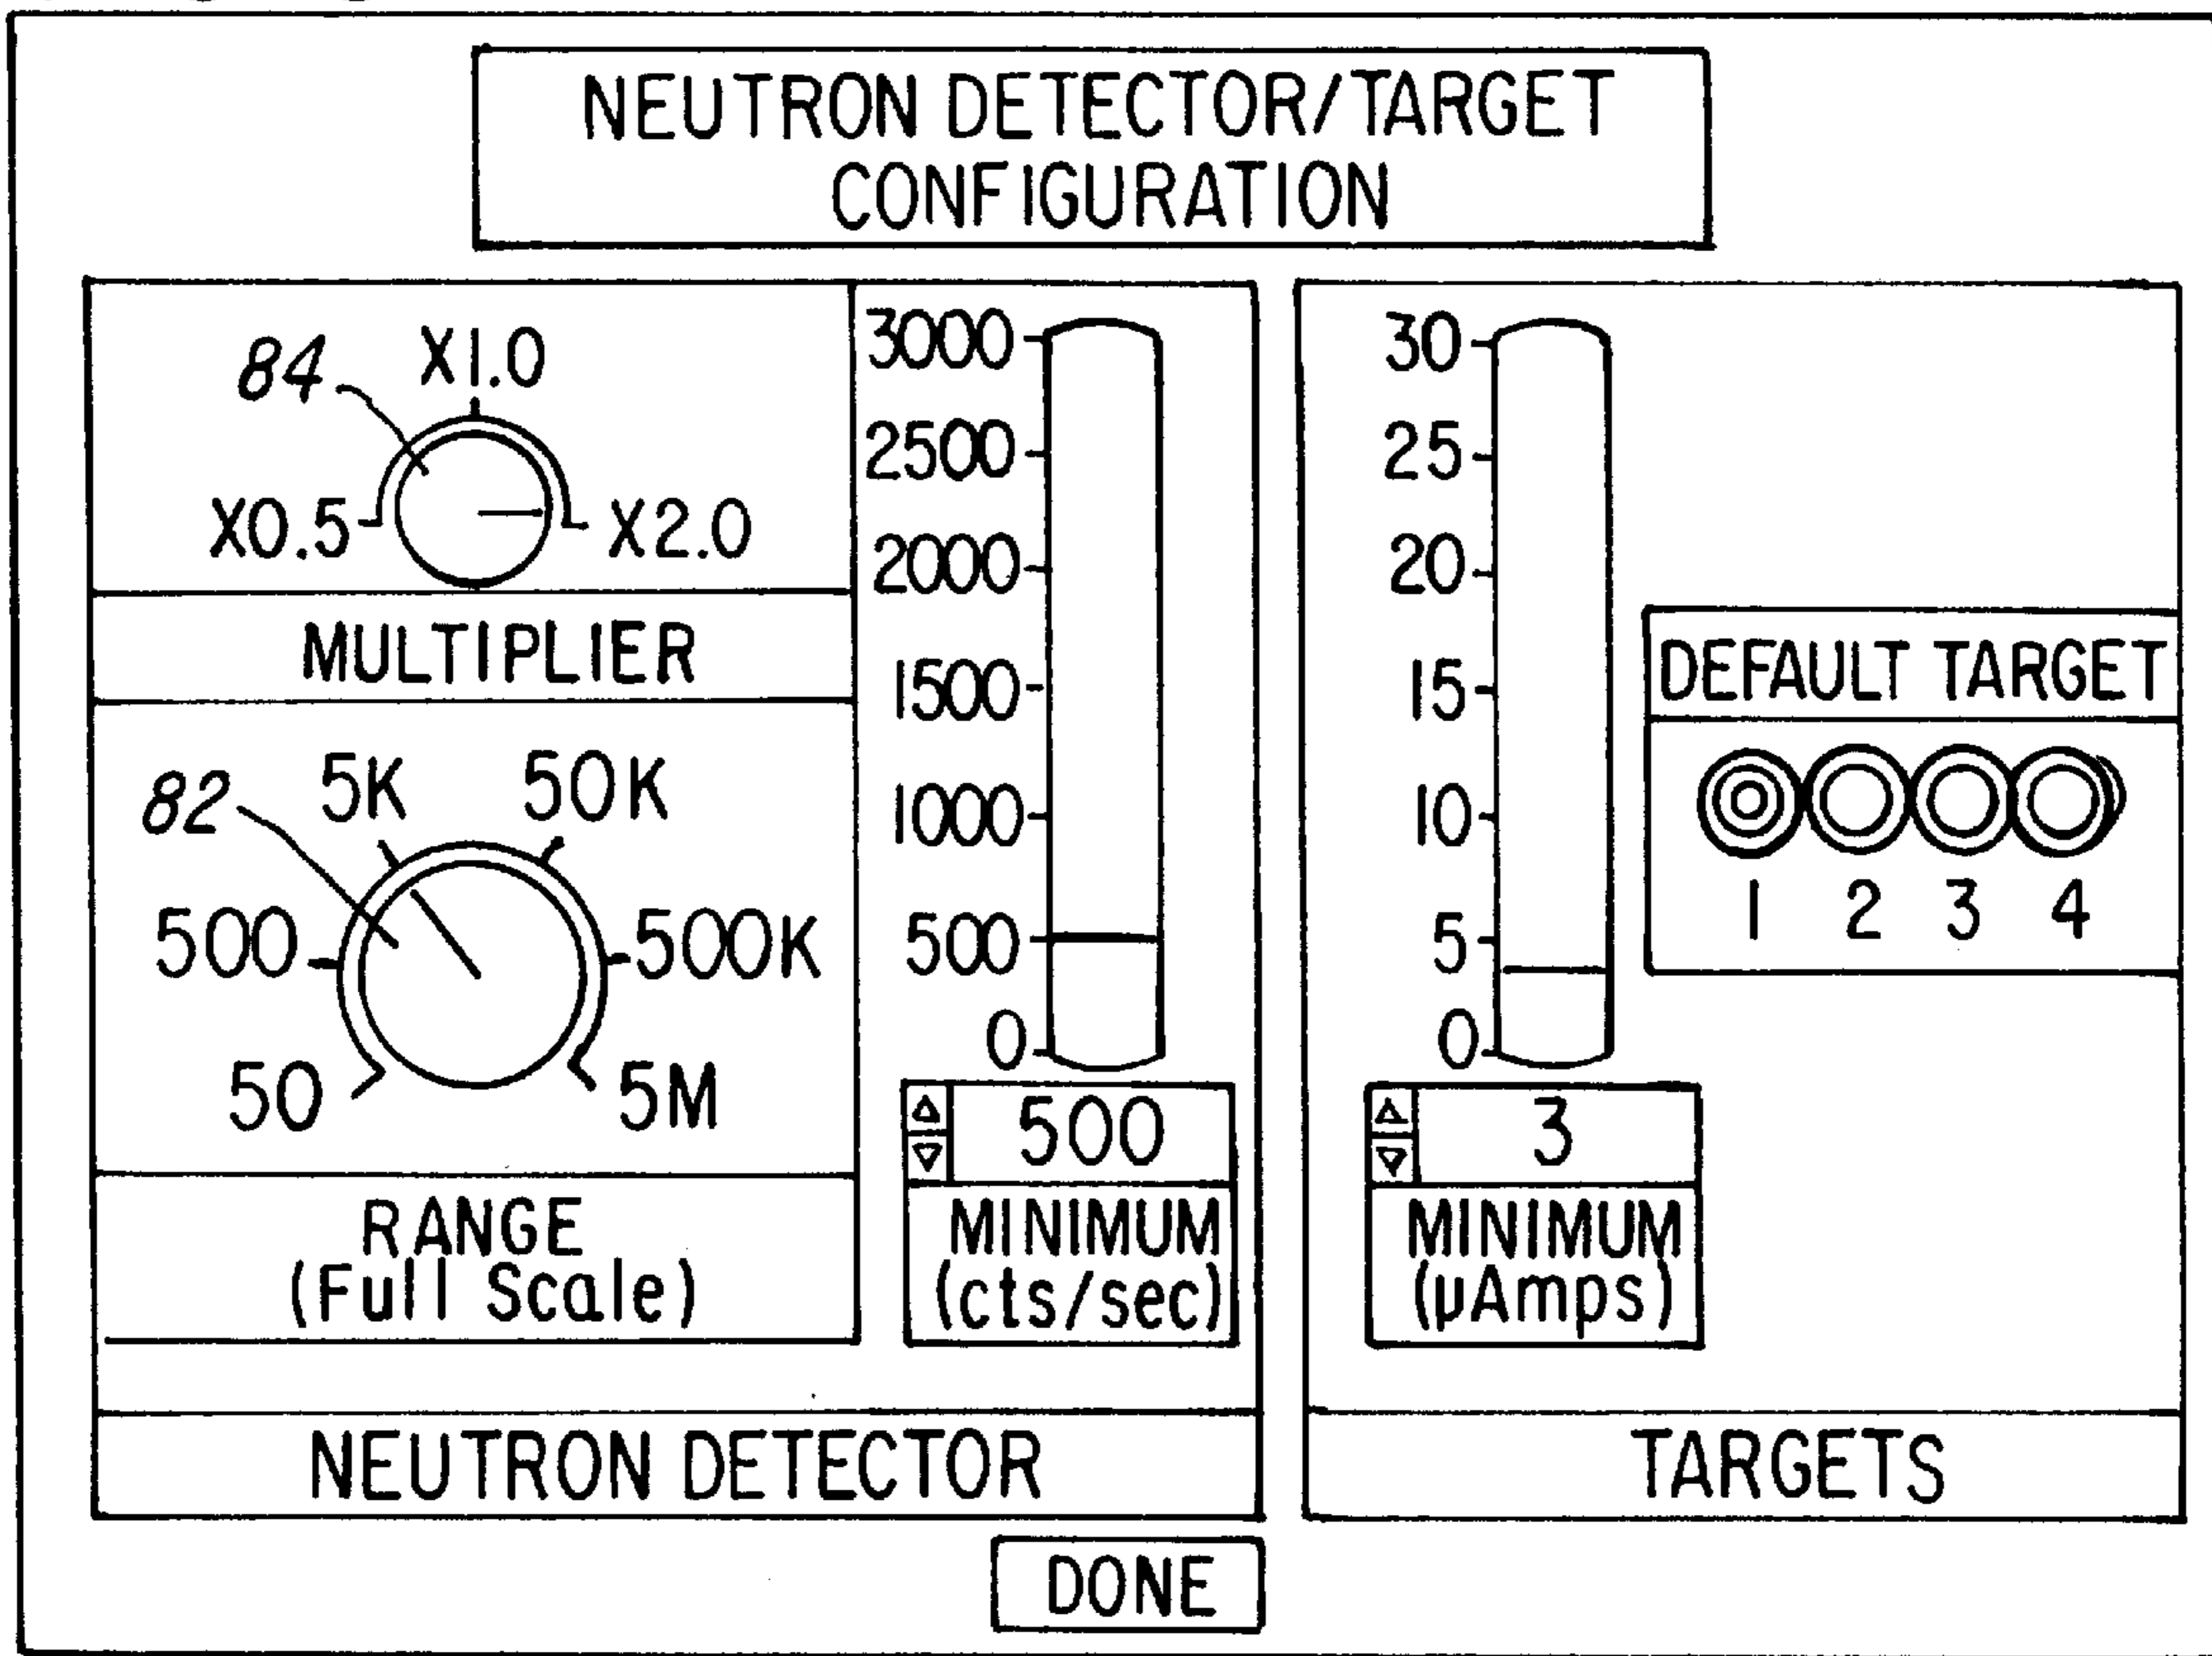 NEUTRON DETECTOR/TARGET
CONFIGURATION
84
X1.0
X0.5
X2.0
MULTIPLIER
82
5K
50K
500
500K
50
5M
RANGE
(Full Scale)
3000
2500
2000
1500
1000
500
0
500
MINIMUM
(cts/sec)
NEUTRON DETECTOR
30
25
20
15
10
5
0
3
MINIMUM
(µAmps)
DEFAULT TARGET
1 2 3 4
TARGETS
DONE